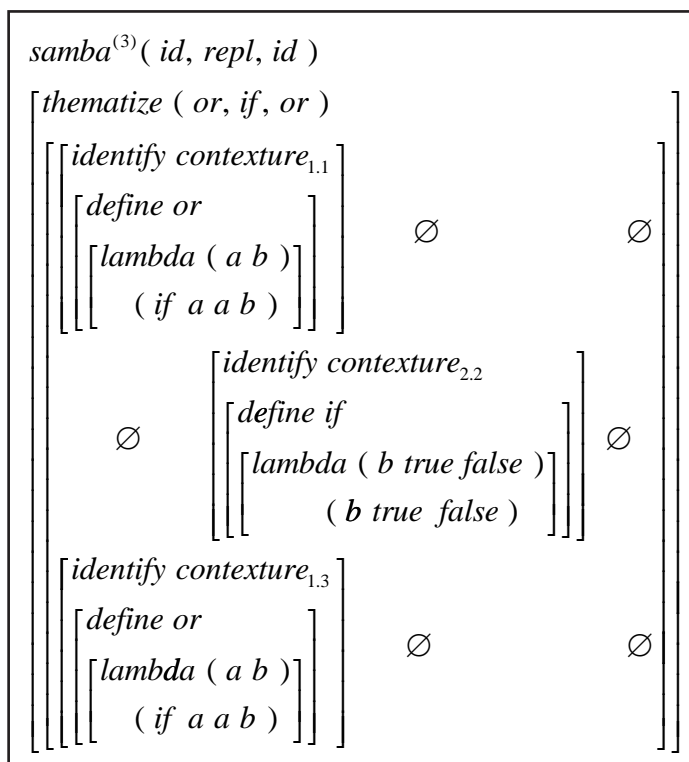 samba⁽³⁾( id, repl, id )
thematize ( or, if, or )
identify contexture₁.₁
define or
lambda ( a b )
( if a a b )
∅ ∅
identify contexture₂.₂
define if
lambda ( b true false )
( b true false )
∅ ∅
identify contexture₁.₃
define or
lambda ( a b )
( if a a b )
∅ ∅